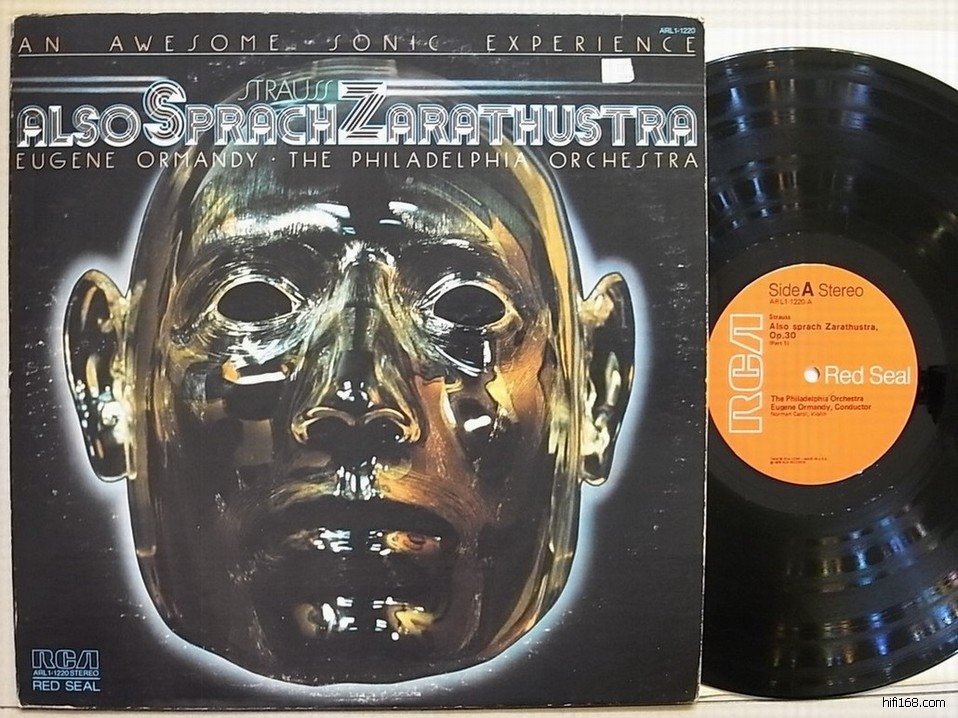 ARL1-1220
AN AWESOME SONIC EXPERIENCE
STRAUSS
ALSO SPRACH ZARATHUSTRA
EUGENE ORMANDY · THE PHILADELPHIA ORCHESTRA
RCA
ARL1-1220 STEREO
RED SEAL
Side A Stereo
ARL1-1220-A
Strauss
Also sprach Zarathustra,
Op.30
(Part 1)
RCA
Red Seal
The Philadelphia Orchestra
Eugene Ormandy, Conductor
hifi168.com